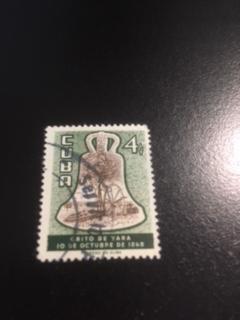 CUBA
4¢
GRITO DE YARA
10 DE OCTUBRE DE 1868